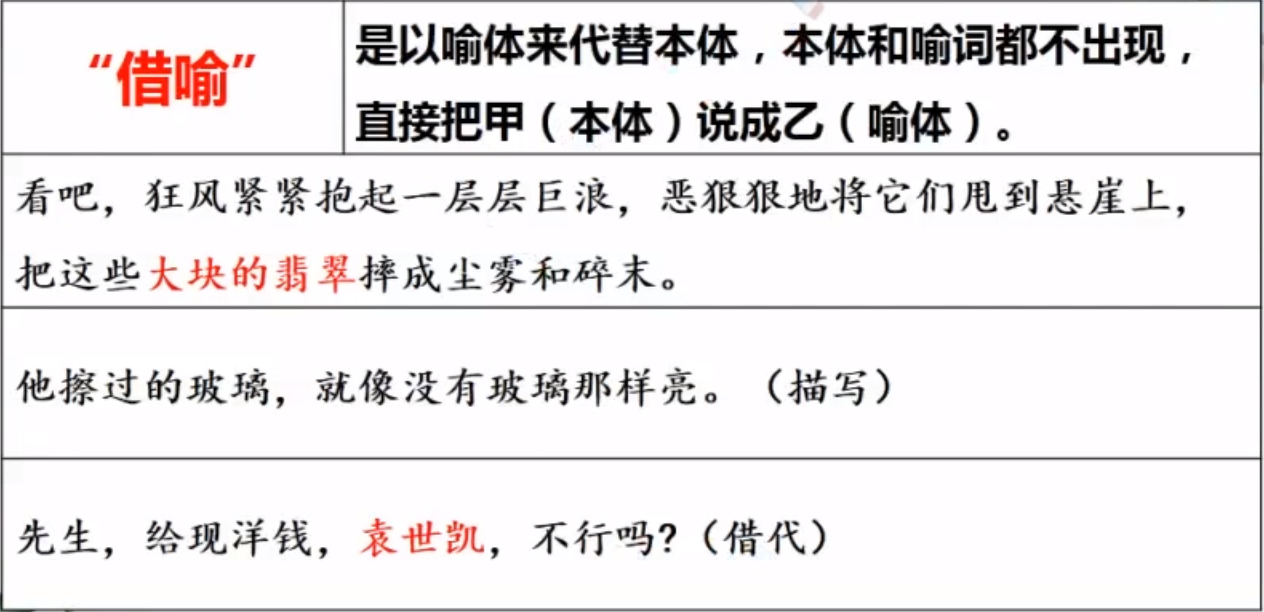 “借喻”
是以喻体来代替本体，本体和喻词都不出现，
直接把甲（本体）说成乙（喻体）。
看吧，狂风紧紧抱起一层层巨浪，恶狠狠地将它们甩到悬崖上，
把这些大块的翡翠摔成尘雾和碎末。
他擦过的玻璃，就像没有玻璃那样亮。（描写）
先生，给现洋钱，袁世凯，不行吗?（借代）